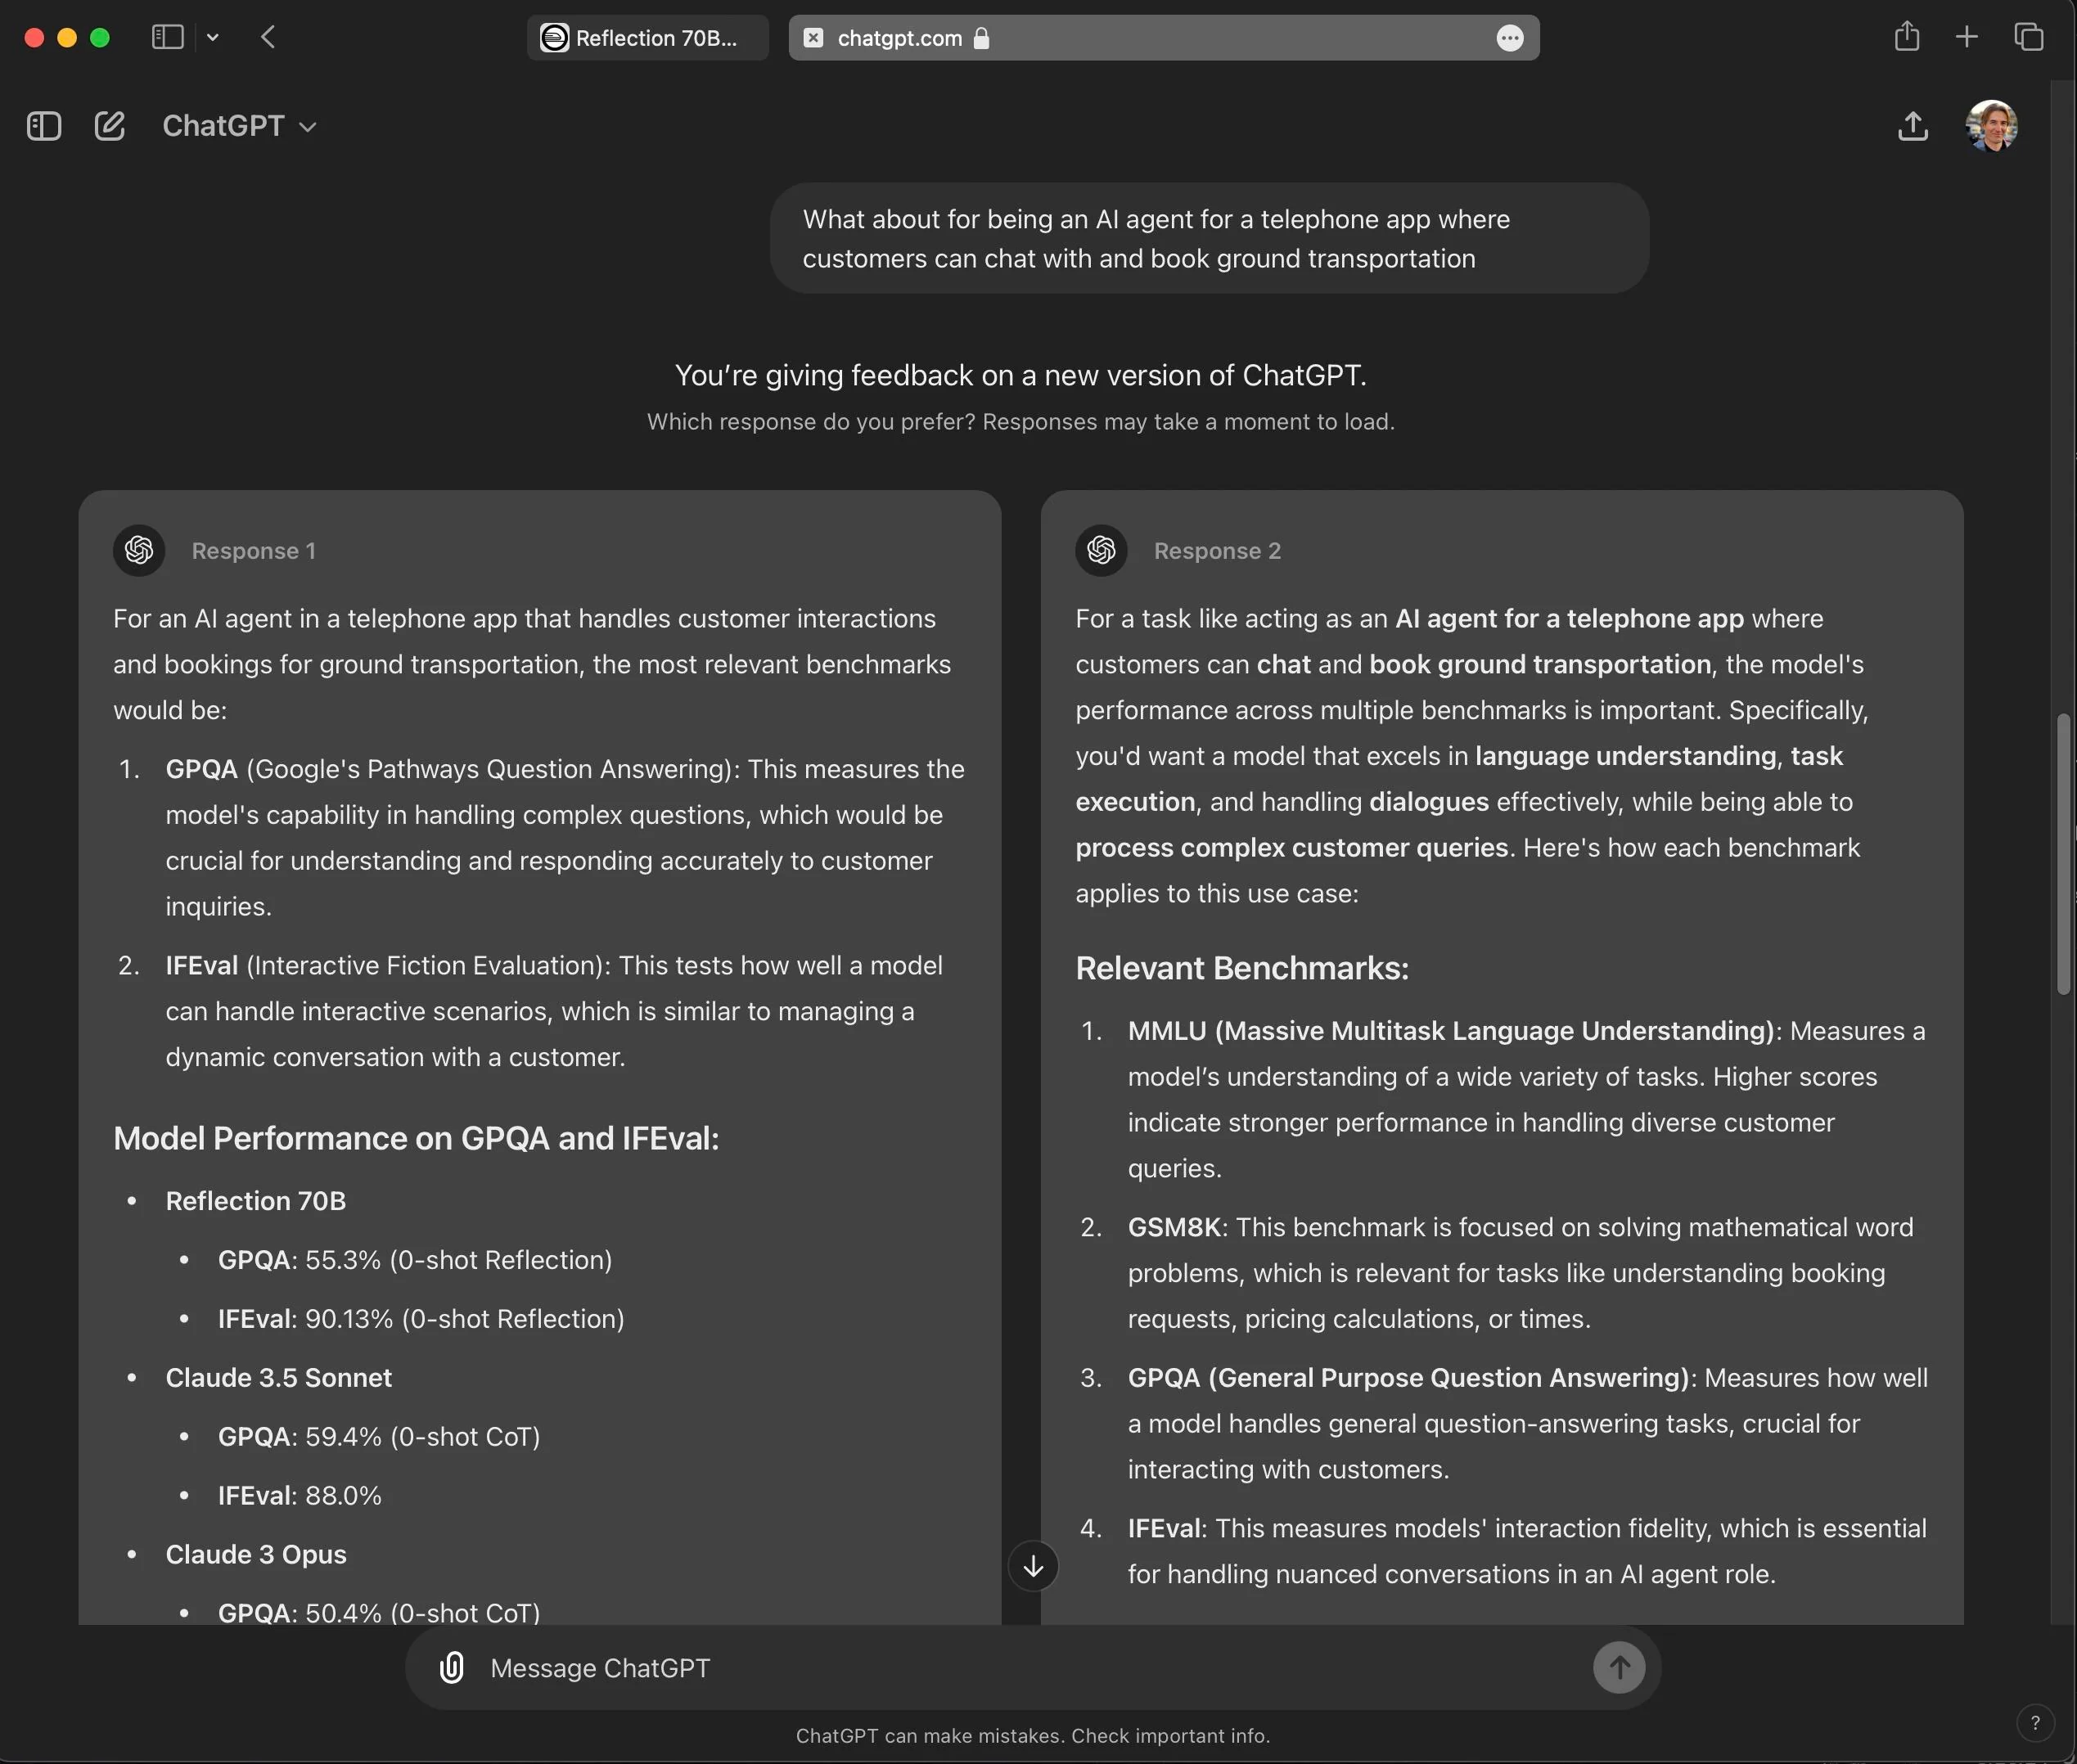 Reflection 70B...
chatgpt.com
ChatGPT
What about for being an AI agent for a telephone app where
customers can chat with and book ground transportation
You’re giving feedback on a new version of ChatGPT.
Which response do you prefer? Responses may take a moment to load.
Response 1
For an AI agent in a telephone app that handles customer interactions
and bookings for ground transportation, the most relevant benchmarks
would be:
1. GPQA (Google's Pathways Question Answering): This measures the
model's capability in handling complex questions, which would be
crucial for understanding and responding accurately to customer
inquiries.
2. IFEval (Interactive Fiction Evaluation): This tests how well a model
can handle interactive scenarios, which is similar to managing a
dynamic conversation with a customer.
Model Performance on GPQA and IFEval:
• Reflection 70B
• GPQA: 55.3% (0-shot Reflection)
• IFEval: 90.13% (0-shot Reflection)
• Claude 3.5 Sonnet
• GPQA: 59.4% (0-shot CoT)
• IFEval: 88.0%
• Claude 3 Opus
• GPQA: 50.4% (0-shot CoT)
Response 2
For a task like acting as an AI agent for a telephone app where
customers can chat and book ground transportation, the model's
performance across multiple benchmarks is important. Specifically,
you'd want a model that excels in language understanding, task
execution, and handling dialogues effectively, while being able to
process complex customer queries. Here's how each benchmark
applies to this use case:
Relevant Benchmarks:
1. MMLU (Massive Multitask Language Understanding): Measures a
model’s understanding of a wide variety of tasks. Higher scores
indicate stronger performance in handling diverse customer
queries.
2. GSM8K: This benchmark is focused on solving mathematical word
problems, which is relevant for tasks like understanding booking
requests, pricing calculations, or times.
3. GPQA (General Purpose Question Answering): Measures how well
a model handles general question-answering tasks, crucial for
interacting with customers.
4. IFEval: This measures models' interaction fidelity, which is essential
for handling nuanced conversations in an AI agent role.
Message ChatGPT
ChatGPT can make mistakes. Check important info.
?